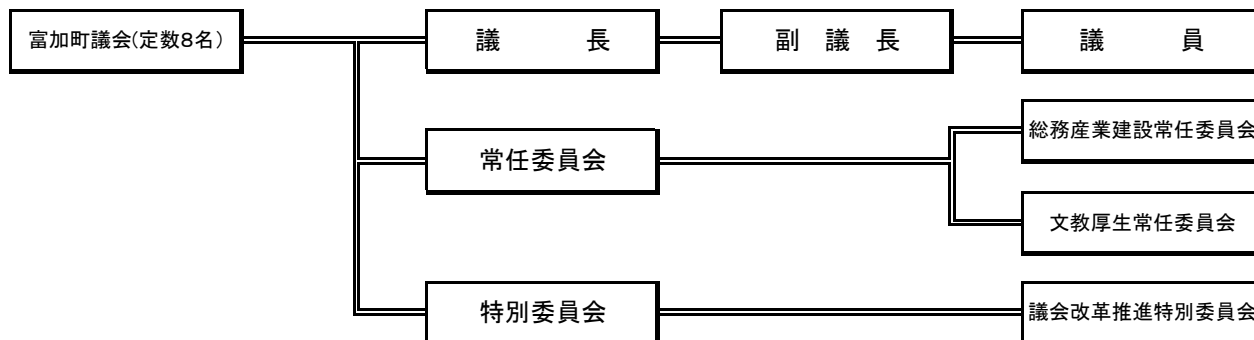 富加町議会(定数8名)
議　　　長
副　議　長
議　　　員
常任委員会
総務産業建設常任委員会
文教厚生常任委員会
特別委員会
議会改革推進特別委員会